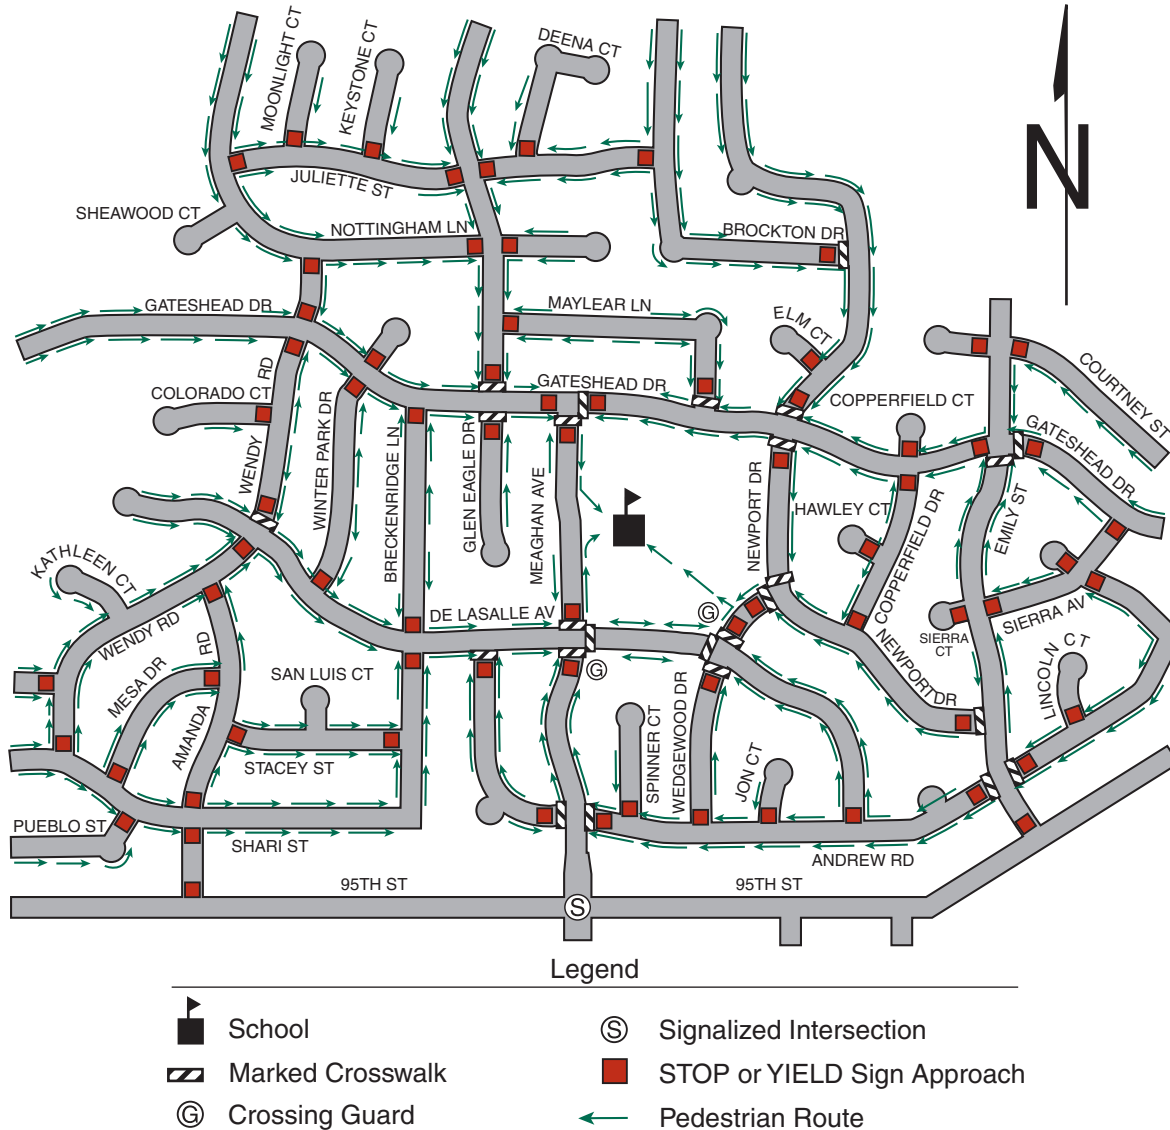 MOONLIGHT CT
KEYSTONE CT
DEENA CT
JULIETTE ST
SHEAWOOD CT
NOTTINGHAM LN
BROCKTON DR
N
GATESHEAD DR
MAYLEAR LN
ELM CT
COURTNEY ST
COLORADO CT
WENDY RD
WINTER PARK DR
GATESHEAD DR
COPPERFIELD CT
GATESHEAD DR
BRECKENRIDGE LN
GLEN EAGLE DR
MEAGHAN AVE
NEWPORT DR
HAWLEY CT
COPPERFIELD DR
EMILY ST
KATHLEEN CT
WENDY RD
DE LASALLE AV
G
NEWPORT DR
SIERRA
CT
SIERRA AV
LINCOLN CT
MESA DR
AMANDA RD
SAN LUIS CT
G
SPINNER CT
WEDGEWOOD DR
JON CT
STACEY ST
PUEBLO ST
SHARI ST
ANDREW RD
95TH ST
95TH ST
S
Legend
School
S Signalized Intersection
Marked Crosswalk
STOP or YIELD Sign Approach
G Crossing Guard
Pedestrian Route